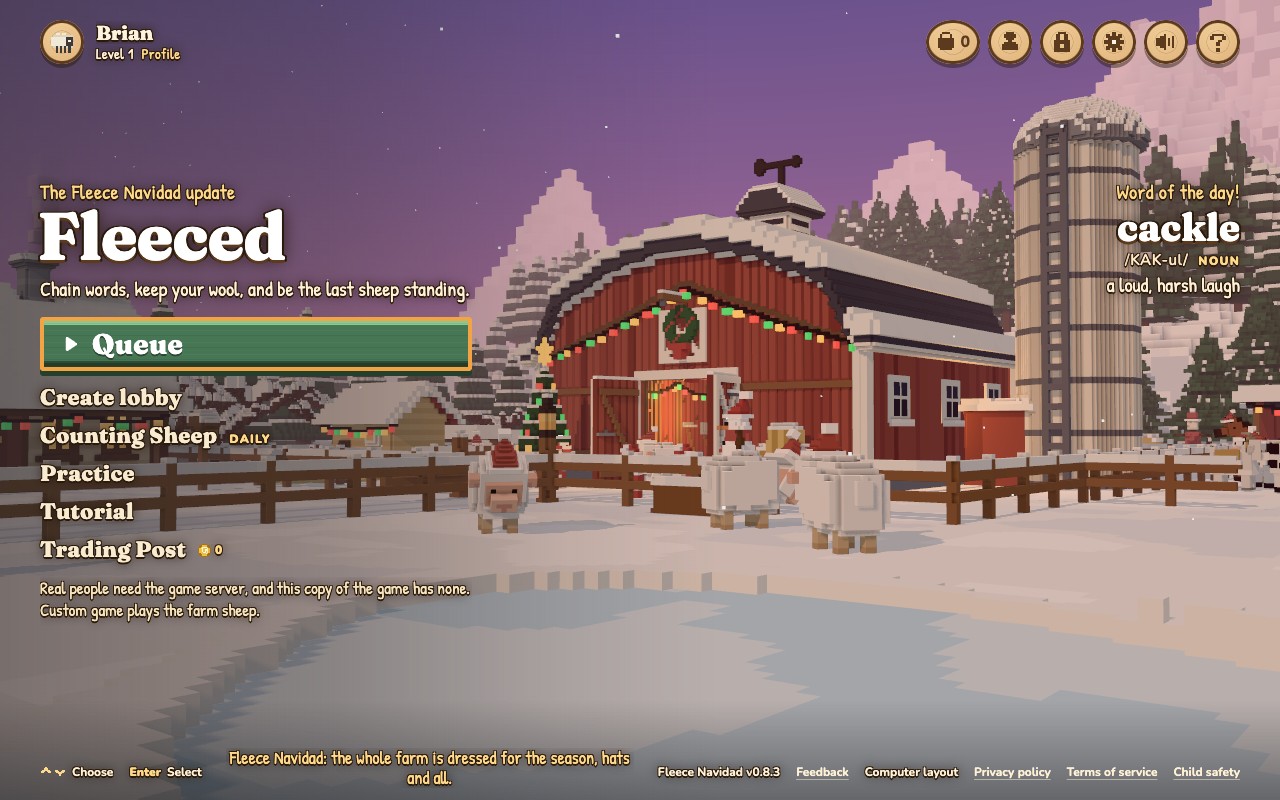 Brian
Level 1 Profile
0
The Fleece Navidad update
Fleeced
Chain words, keep your wool, and be the last sheep standing.
Queue
Create lobby
Counting Sheep DAILY
Practice
Tutorial
Trading Post 0
Real people need the game server, and this copy of the game has none.
Custom game plays the farm sheep.
Word of the day!
cackle
/KAK-ul/ NOUN
a loud, harsh laugh
Choose Enter Select
Fleece Navidad: the whole farm is dressed for the season, hats
and all.
Fleece Navidad v0.8.3 Feedback Computer layout Privacy policy Terms of service Child safety